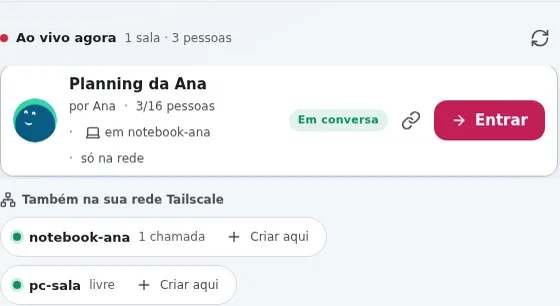 Ao vivo agora 1 sala · 3 pessoas
Planning da Ana
por Ana · 3/16 pessoas
· em notebook-ana
· só na rede
Em conversa
Entrar
Também na sua rede Tailscale
notebook-ana 1 chamada + Criar aqui
pc-sala livre + Criar aqui